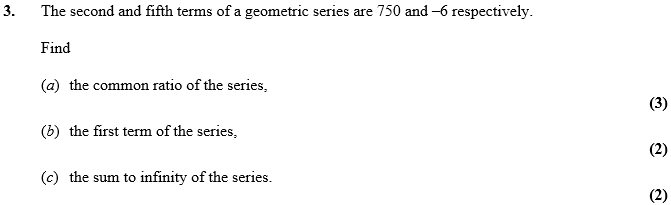 3. The second and fifth terms of a geometric series are 750 and –6 respectively.
Find
(a) the common ratio of the series,
(3)
(b) the first term of the series,
(2)
(c) the sum to infinity of the series.
(2)